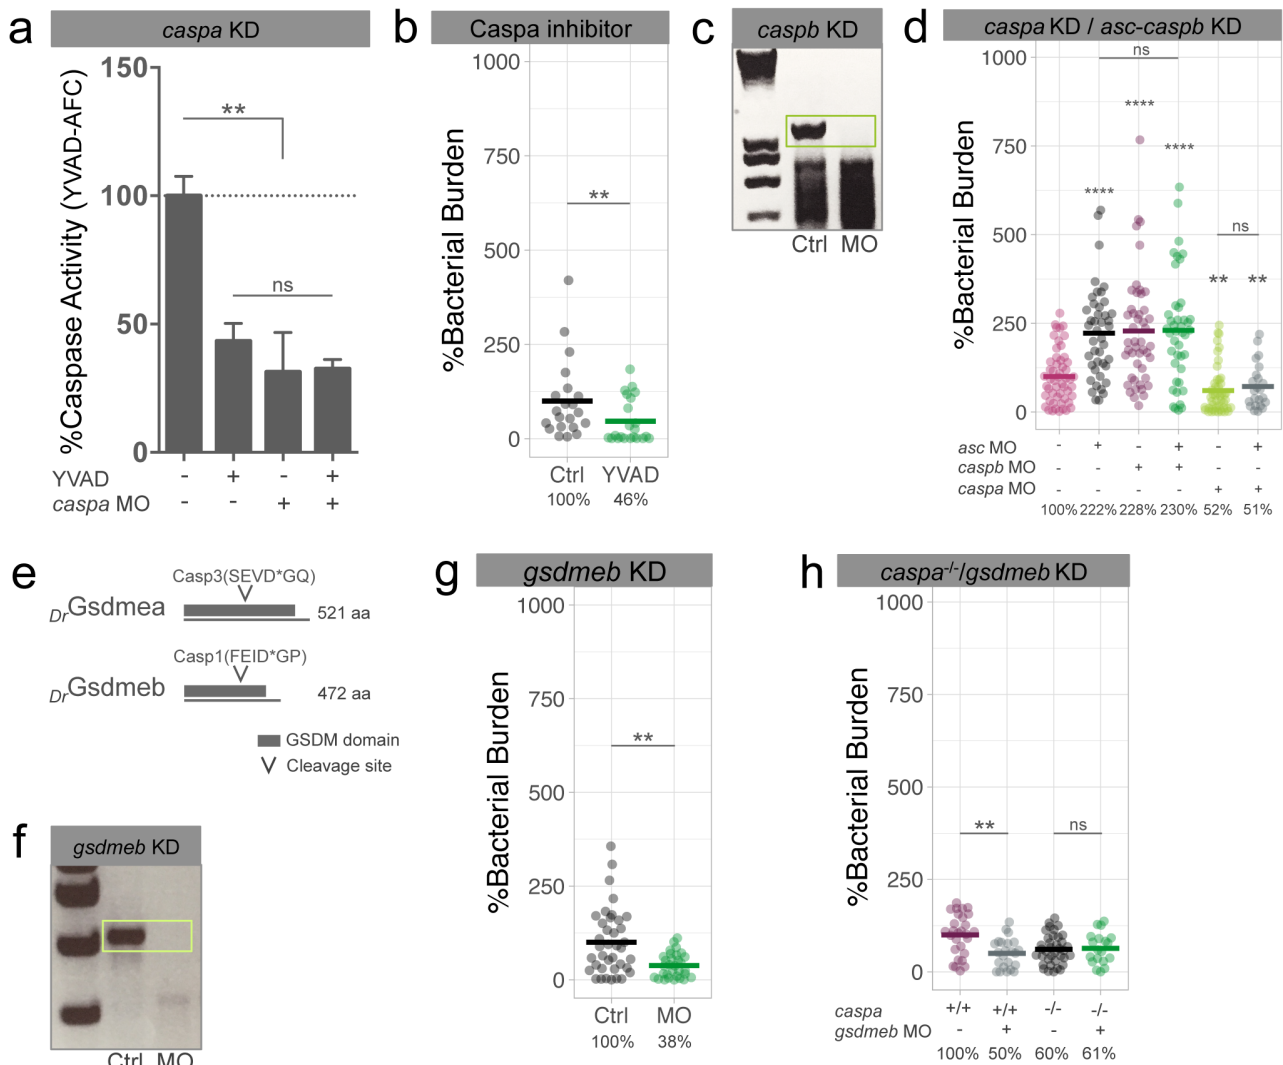 a
caspa KD
%Caspase Activity (YVAD-AFC)
150
100
50
0
**
ns
YVAD - + - +
caspa MO - - + +
b
Caspa inhibitor
%Bacterial Burden
1000
750
500
250
0
**
Ctrl YVAD
100% 46%
c
caspb KD
Ctrl MO
d
caspa KD / asc-caspb KD
%Bacterial Burden
1000
750
500
250
0
ns
****
****
****
ns
** **
asc MO - + - + - +
caspb MO - - + + - -
caspa MO - - - - + +
100% 222% 228% 230% 52% 51%
e
Casp3(SEVD*GQ)
DrGsdmea
521 aa
Casp1(FEID*GP)
DrGsdmeb
472 aa
GSDM domain
Cleavage site
f
gsdmeb KD
Ctrl MO
g
gsdmeb KD
%Bacterial Burden
1000
750
500
250
0
**
Ctrl MO
100% 38%
h
caspa-/-/gsdmeb KD
%Bacterial Burden
1000
750
500
250
0
** ns
caspa +/+ +/+ -/- -/-
gsdmeb MO - + - +
100% 50% 60% 61%